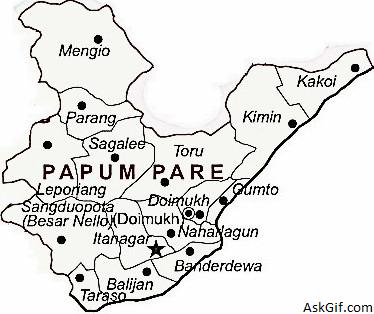 Mengio
Kakoi
Parang
Kimin
Sagalee
Toru
PAPUM PARE
Leporiang
Doimukh
Gumto
Sangduopota
(Besar Nello)
(Doimukh)
Itanagar
Naharlagun
Banderdewa
Balijan
Taraso
AskGif.com